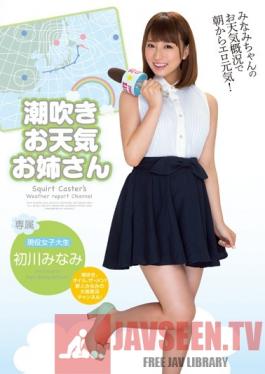 みなみちゃんの
お天気概況で
朝からエロ元気!
潮吹き
お天気
お姉さん
Squirt Caster's
Weather report Channel
専属
現役女子大生
初川みなみ
JAVSEEN.TV
FREE JAV LIBRARY